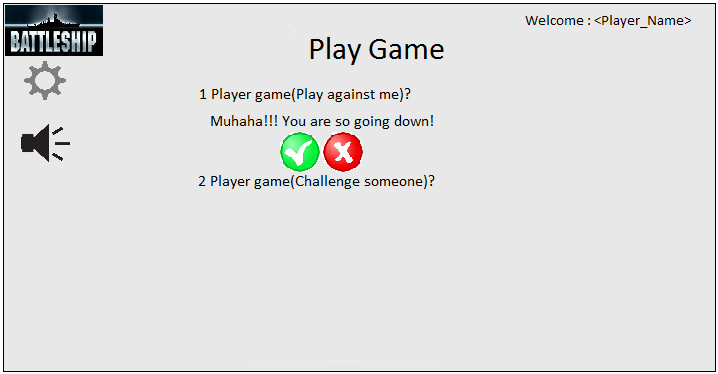 BATTLESHIP
Welcome : <Player_Name>
Play Game
1 Player game(Play against me)?
Muhaha!!! You are so going down!
2 Player game(Challenge someone)?